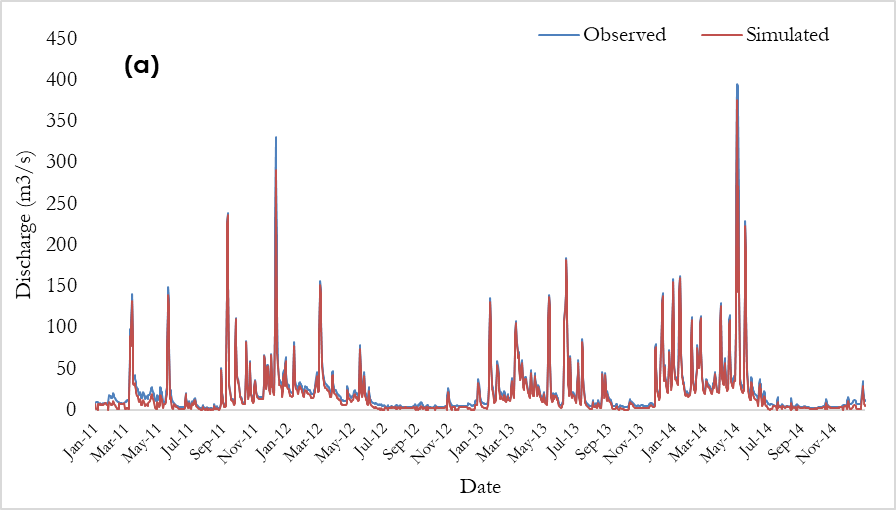 450
400
350
300
250
200
150
100
50
0
Discharge (m3/s)
(a)
Observed
Simulated
Jan-11
Mar-11
May-11
Jul-11
Sep-11
Nov-11
Jan-12
Mar-12
May-12
Jul-12
Sep-12
Nov-12
Jan-13
Mar-13
May-13
Jul-13
Sep-13
Nov-13
Jan-14
Mar-14
May-14
Jul-14
Sep-14
Nov-14
Date